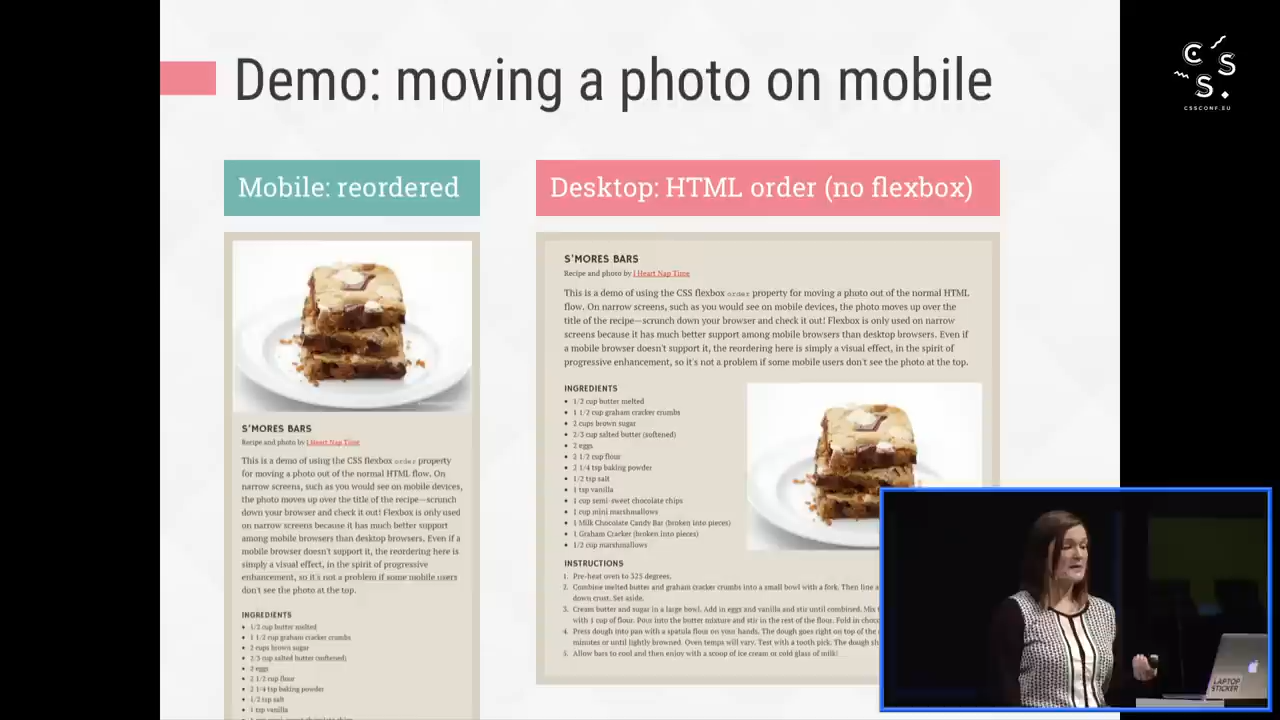 Demo: moving a photo on mobile
C
S
S.
CSSCONF.EU
Mobile: reordered
S'MORES BARS
Recipe and photo by I Heart Nap Time
This is a demo of using the CSS flexbox order property
for moving a photo out of the normal HTML flow. On
narrow screens, such as you would see on mobile devices,
the photo moves up over the title of the recipe—scrunch
down your browser and check it out! Flexbox is only used
on narrow screens because it has much better support
among mobile browsers than desktop browsers. Even if a
mobile browser doesn't support it, the reordering here is
simply a visual effect, in the spirit of progressive
enhancement, so it's not a problem if some mobile users
don't see the photo at the top.
INGREDIENTS
• 1/2 cup butter melted
• 1 1/2 cup graham cracker crumbs
• 2 cups brown sugar
• 2/3 cup salted butter (softened)
• 2 eggs
• 2 1/2 cup flour
• 2 1/4 tsp baking powder
• 1/2 tsp salt
• 1 tsp vanilla
Desktop: HTML order (no flexbox)
S'MORES BARS
Recipe and photo by I Heart Nap Time
This is a demo of using the CSS flexbox order property for moving a photo out of the normal HTML
flow. On narrow screens, such as you would see on mobile devices, the photo moves up over the
title of the recipe—scrunch down your browser and check it out! Flexbox is only used on narrow
screens because it has much better support among mobile browsers than desktop browsers. Even if
a mobile browser doesn't support it, the reordering here is simply a visual effect, in the spirit of
progressive enhancement, so it's not a problem if some mobile users don't see the photo at the top.
INGREDIENTS
• 1/2 cup butter melted
• 1 1/2 cup graham cracker crumbs
• 2 cups brown sugar
• 2/3 cup salted butter (softened)
• 2 eggs
• 2 1/2 cup flour
• 2 1/4 tsp baking powder
• 1/2 tsp salt
• 1 tsp vanilla
• 1 cup semi-sweet chocolate chips
• 1 cup mini marshmallows
• 1 Milk Chocolate Candy Bar (broken into pieces)
• 1 Graham Cracker (broken into pieces)
• 1/2 cup marshmallows
INSTRUCTIONS
1. Pre-heat oven to 325 degrees.
2. Combine melted butter and graham cracker crumbs into a small bowl with a fork. Then line a
down crust. Set aside.
3. Cream butter and sugar in a large bowl. Add in eggs and vanilla and stir until combined. Mix
with 1 cup of flour. Pour into the butter mixture and stir in the rest of the flour. Fold in choc
4. Press dough into pan with a spatula flour on your hands. The dough goes right on top of the
minutes or until lightly browned. Oven temps will vary. Test with a tooth pick. The dough sh
5. Allow bars to cool and then enjoy with a scoop of ice cream or cold glass of milk!
LAPTOP
STICKER